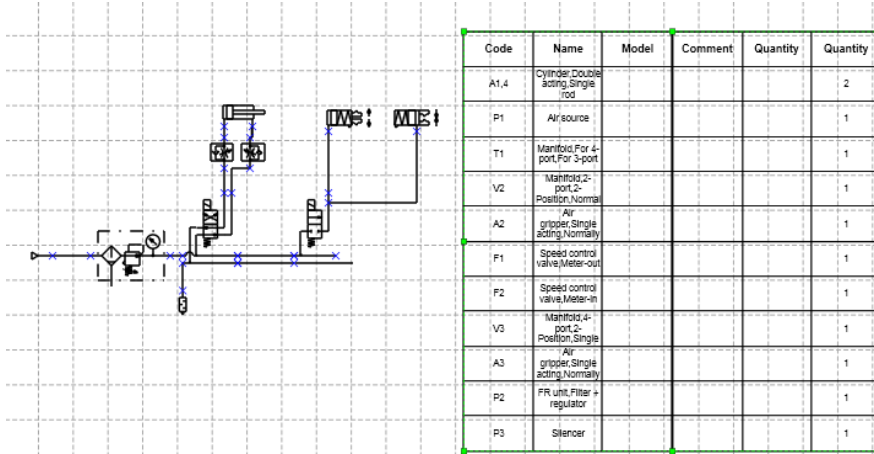 Code Name Model Comment Quantity Quantity
A1,4 Cylinder,Double
acting,Single
rod 2
P1 Air source 1
T1 Manifold,For 4-
port,For 3-port 1
V2 Manifold,2-
port,2-
Position,Normal 1
A2 Air
gripper,Single
acting,Normally 1
F1 Speed control
valve,Meter-out 1
F2 Speed control
valve,Meter-in 1
V3 Manifold,4-
port,2-
Position,Single 1
A3 Air
gripper,Single
acting,Normally 1
P2 FR unit,Filter +
regulator 1
P3 Silencer 1